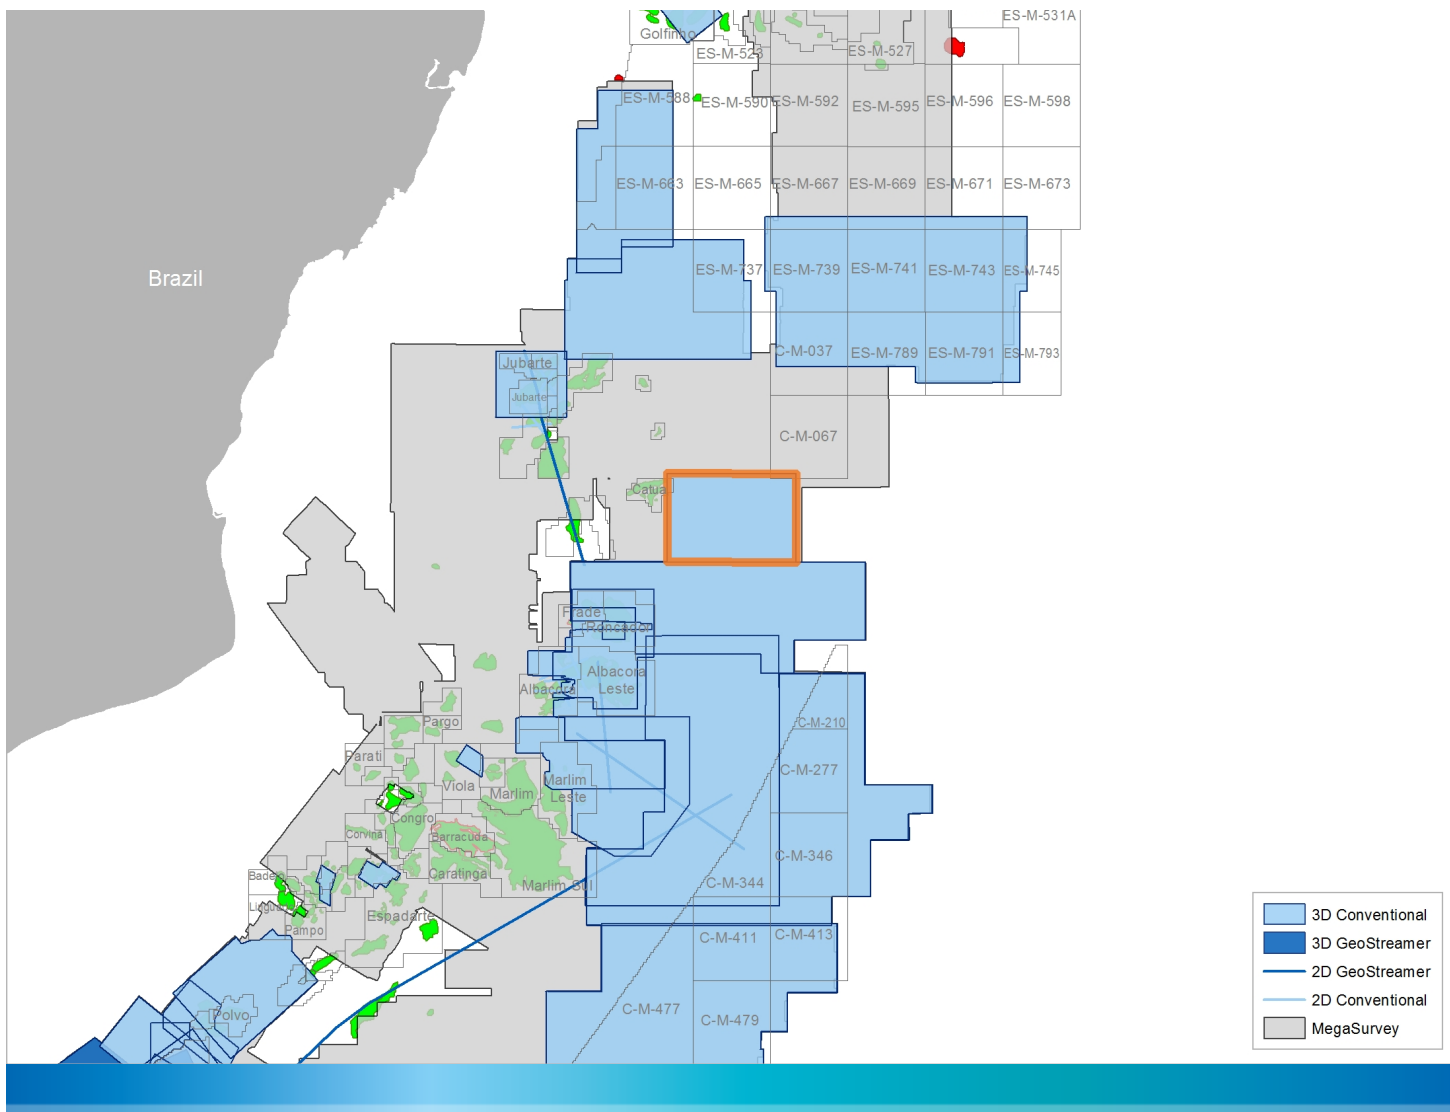 ES-M-531A
Golfinho
ES-M-527
ES-M-588
ES-M-590
ES-M-592
ES-M-595
ES-M-596
ES-M-598
ES-M-663
ES-M-665
ES-M-667
ES-M-669
ES-M-671
ES-M-673
Brazil
ES-M-737
ES-M-739
ES-M-741
ES-M-743
ES-M-745
C-M-037
ES-M-789
ES-M-791
ES-M-793
Jubarte
Jubarte
C-M-067
Catua
Frade
Roncador
Albacora
Leste
Albacora
Pargo
C-M-210
Parati
C-M-277
Viola
Marlim
Marlim
Leste
Congro
Corvina
Barracuda
C-M-346
Caratinga
Marlim Sul
C-M-344
Espadarte
Pampo
C-M-411
C-M-413
Polvo
C-M-477
C-M-479
3D Conventional
3D GeoStreamer
2D GeoStreamer
2D Conventional
MegaSurvey